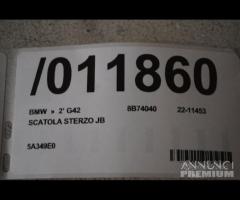 /011860
BMW » 2' G42 8B74040 22-11453
SCATOLA STERZO JB
5A349E0
ANNUNCI
PREMIUM